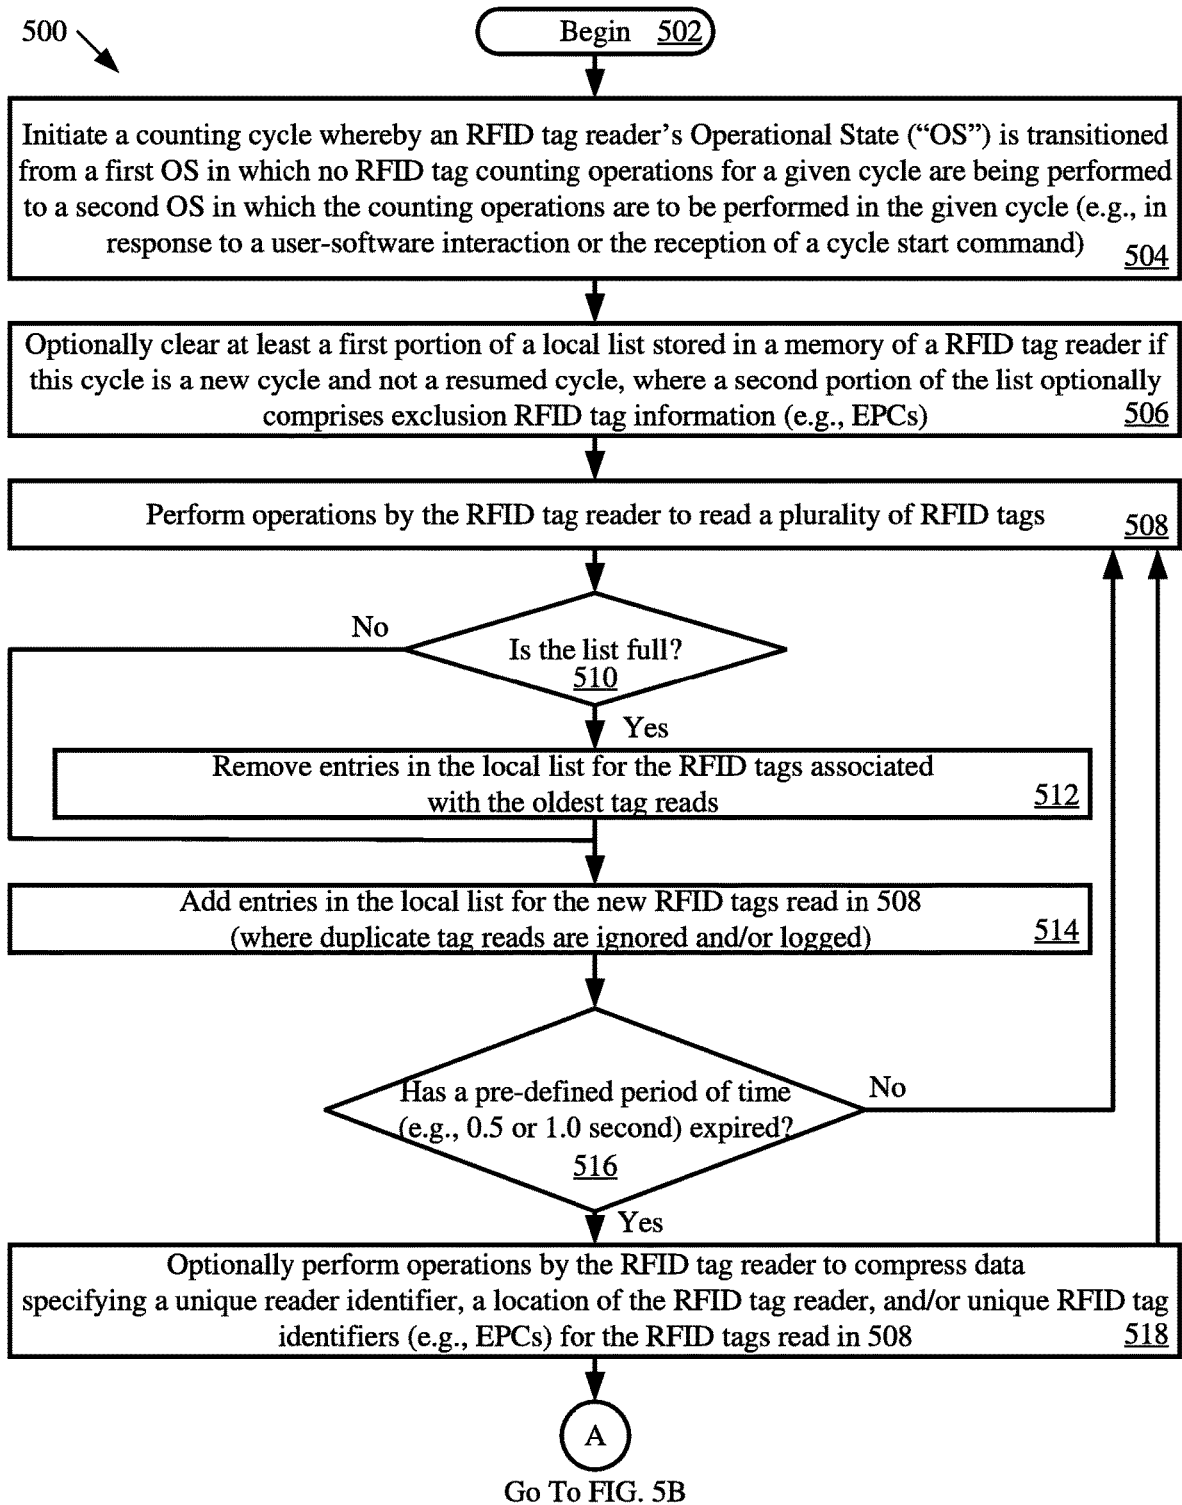 500
Begin 502
Initiate a counting cycle whereby an RFID tag reader's Operational State (“OS”) is transitioned
from a first OS in which no RFID tag counting operations for a given cycle are being performed
to a second OS in which the counting operations are to be performed in the given cycle (e.g., in
response to a user-software interaction or the reception of a cycle start command)
504
Optionally clear at least a first portion of a local list stored in a memory of a RFID tag reader if
this cycle is a new cycle and not a resumed cycle, where a second portion of the list optionally
comprises exclusion RFID tag information (e.g., EPCs)
506
Perform operations by the RFID tag reader to read a plurality of RFID tags
508
No
Is the list full?
510
Yes
Remove entries in the local list for the RFID tags associated
with the oldest tag reads
512
Add entries in the local list for the new RFID tags read in 508
(where duplicate tag reads are ignored and/or logged)
514
Has a pre-defined period of time
(e.g., 0.5 or 1.0 second) expired?
516
No
Yes
Optionally perform operations by the RFID tag reader to compress data
specifying a unique reader identifier, a location of the RFID tag reader, and/or unique RFID tag
identifiers (e.g., EPCs) for the RFID tags read in 508
518
A
Go To FIG. 5B